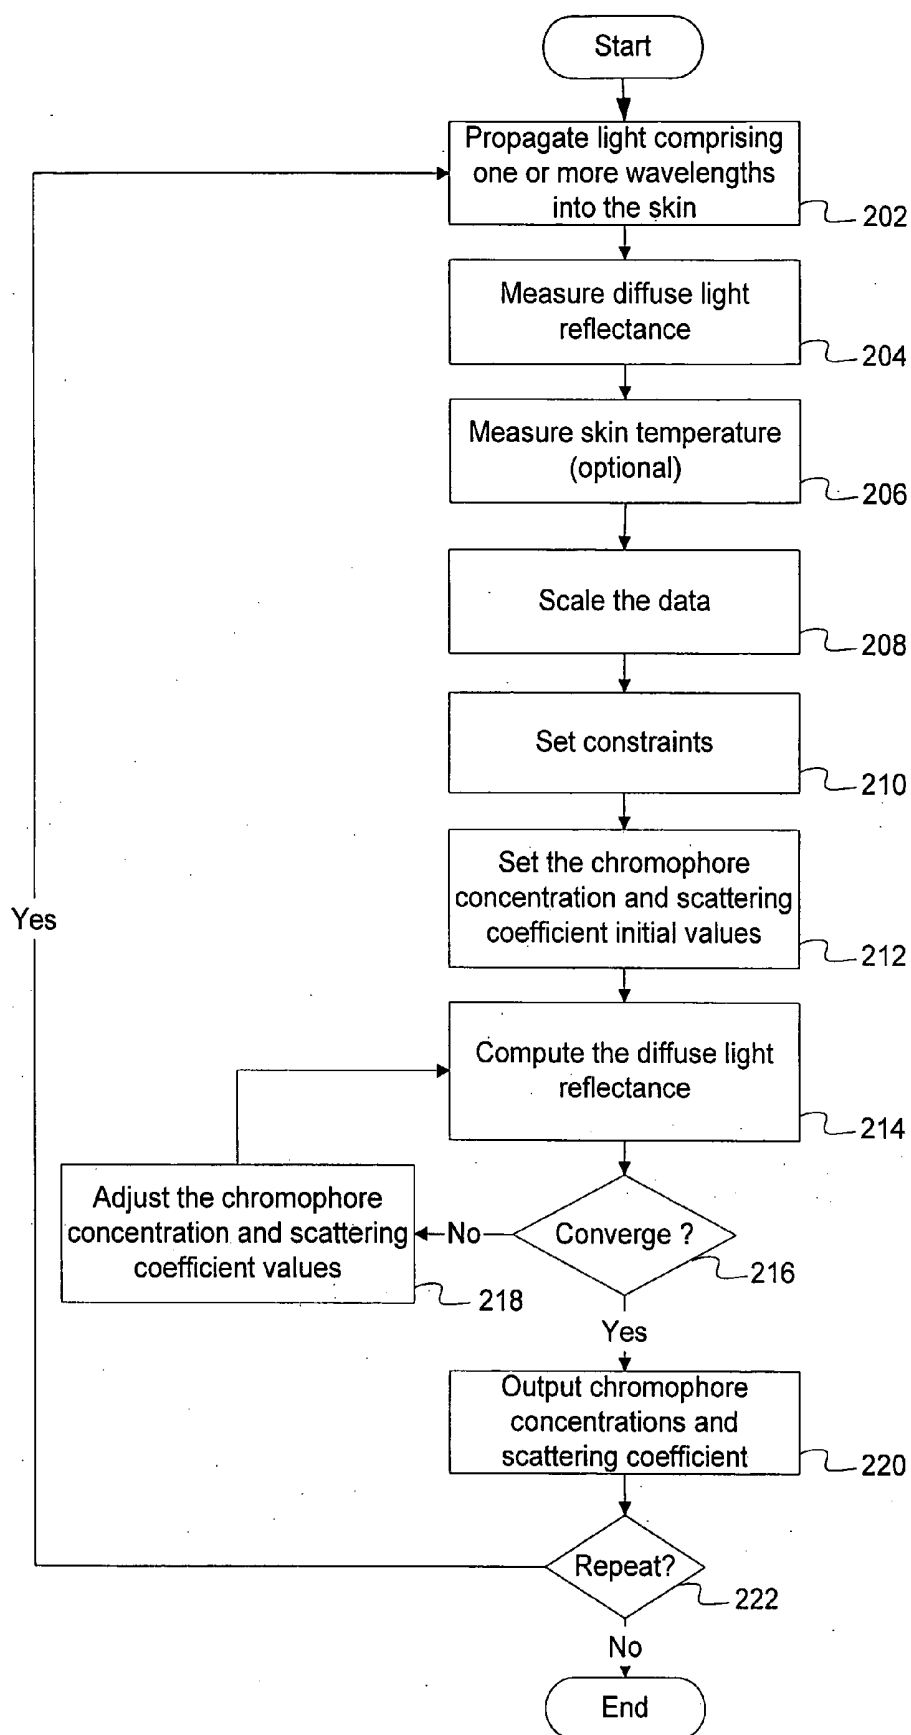 Start
Propagate light comprising
one or more wavelengths
into the skin
202
Measure diffuse light
reflectance
204
Measure skin temperature
(optional)
206
Scale the data
208
Set constraints
210
Set the chromophore
concentration and scattering
coefficient initial values
212
Yes
Compute the diffuse light
reflectance
214
Adjust the chromophore
concentration and scattering
coefficient values
218
No
Converge ?
216
Yes
Output chromophore
concentrations and
scattering coefficient
220
Repeat?
222
No
End